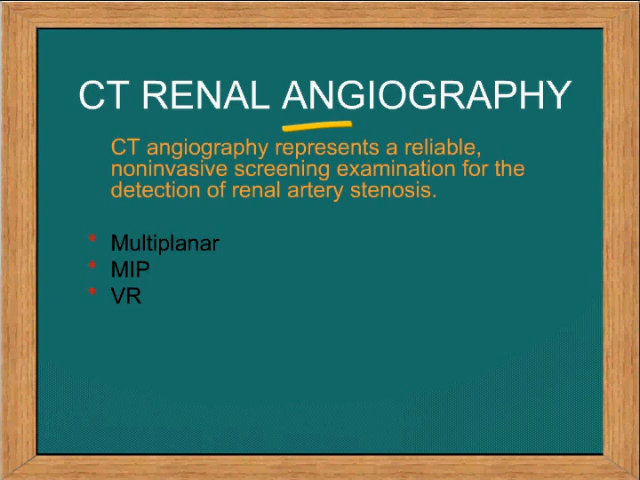 CT RENAL ANGIOGRAPHY
CT angiography represents a reliable,
noninvasive screening examination for the
detection of renal artery stenosis.
* Multiplanar
* MIP
* VR